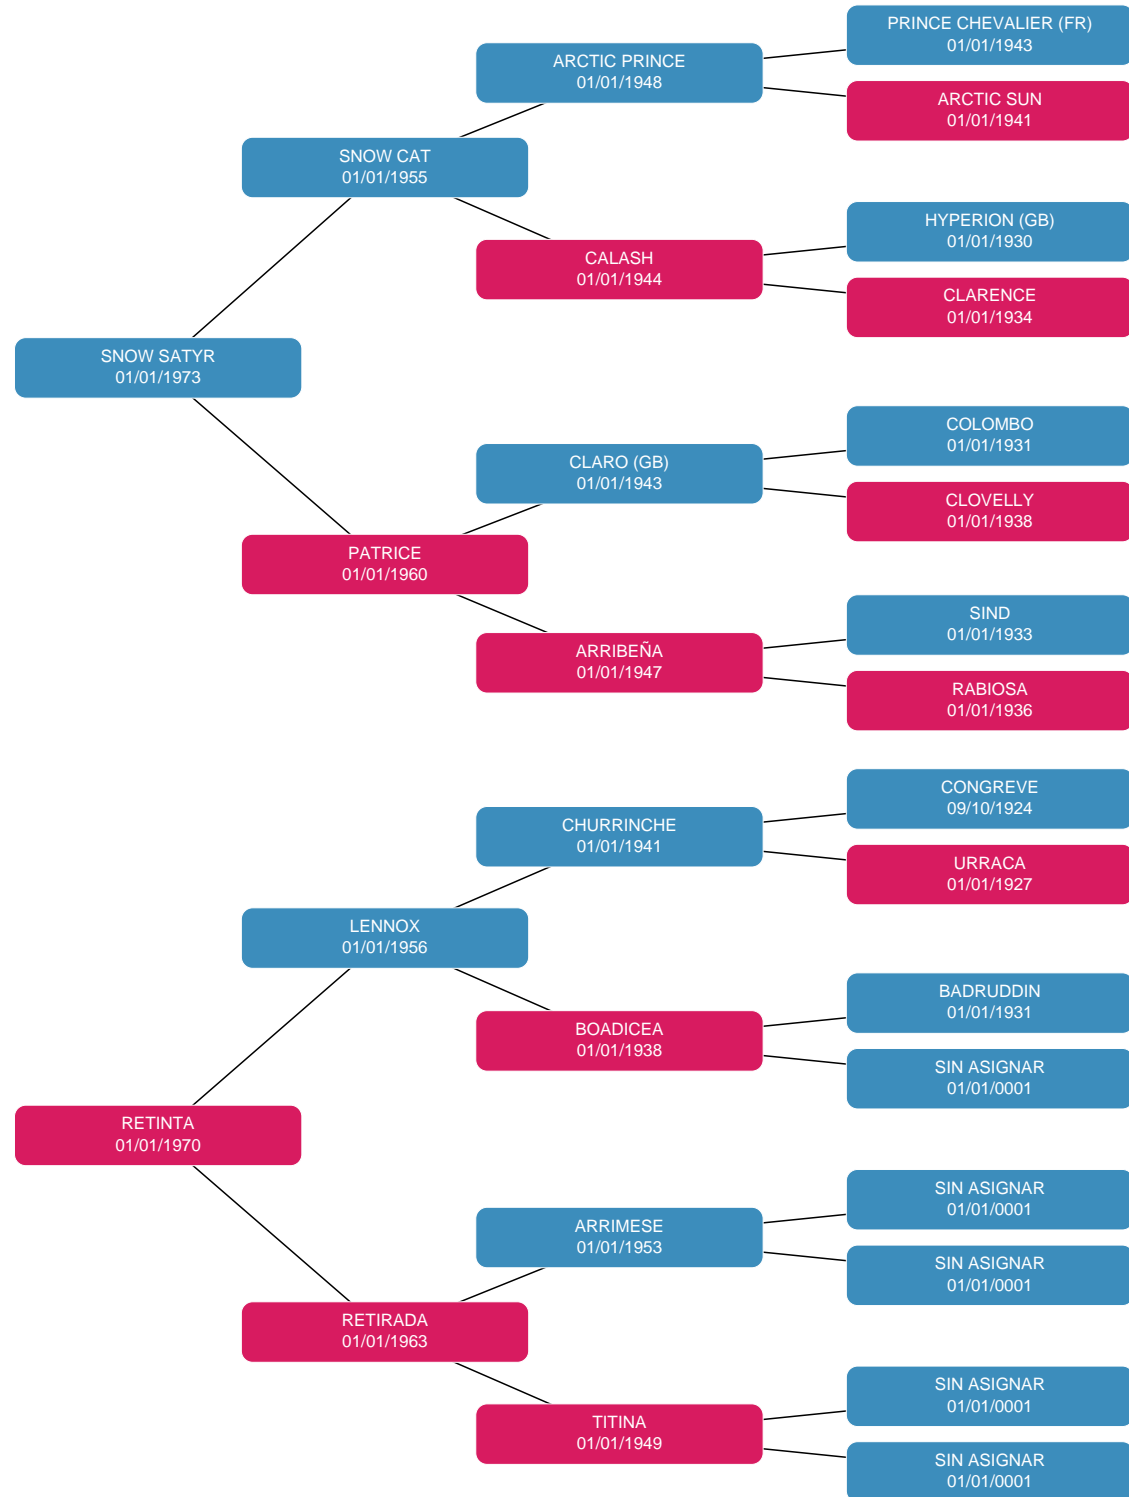 PRINCE CHEVALIER (FR)
01/01/1943
ARCTIC PRINCE
01/01/1948
ARCTIC SUN
01/01/1941
SNOW CAT
01/01/1955
HYPERION (GB)
01/01/1930
CALASH
01/01/1944
CLARENCE
01/01/1934
SNOW SATYR
01/01/1973
COLOMBO
01/01/1931
CLARO (GB)
01/01/1943
CLOVELLY
01/01/1938
PATRICE
01/01/1960
SIND
01/01/1933
ARRIBEÑA
01/01/1947
RABIOSA
01/01/1936
CONGREVE
09/10/1924
CHURRINCHE
01/01/1941
URRACA
01/01/1927
LENNOX
01/01/1956
BADRUDDIN
01/01/1931
BOADICEA
01/01/1938
SIN ASIGNAR
01/01/0001
RETINTA
01/01/1970
SIN ASIGNAR
01/01/0001
ARRIMESE
01/01/1953
SIN ASIGNAR
01/01/0001
RETIRADA
01/01/1963
SIN ASIGNAR
01/01/0001
TITINA
01/01/1949
SIN ASIGNAR
01/01/0001